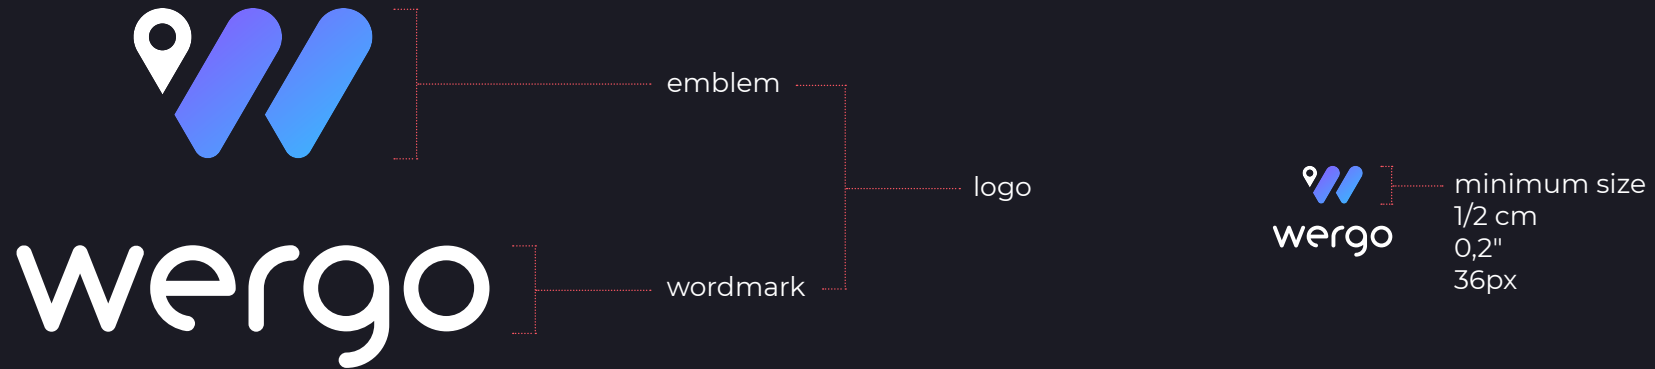 emblem
wergo
wordmark
logo
wergo
minimum size
1/2 cm
0,2"
36px